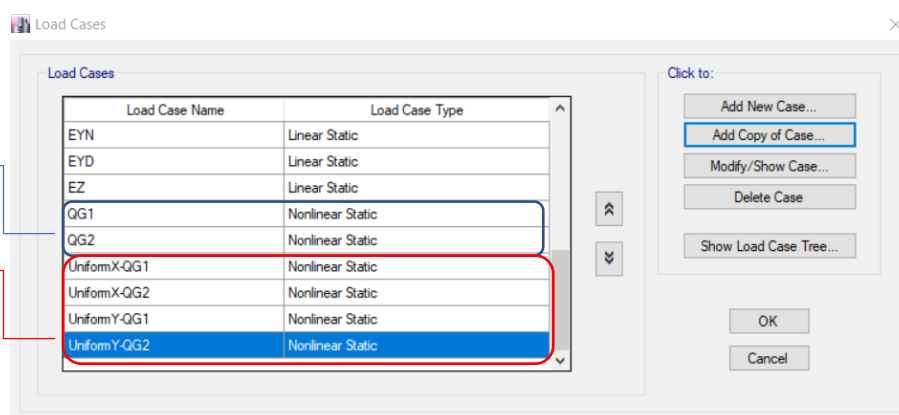 Load Cases
Load Cases
Click to:
Load Case Name Load Case Type
EYN Linear Static
EYD Linear Static
EZ Linear Static
QG1 Nonlinear Static
QG2 Nonlinear Static
UniformX-QG1 Nonlinear Static
UniformX-QG2 Nonlinear Static
UniformY-QG1 Nonlinear Static
UniformY-QG2 Nonlinear Static
Add New Case...
Add Copy of Case...
Modify/Show Case...
Delete Case
Show Load Case Tree...
OK
Cancel